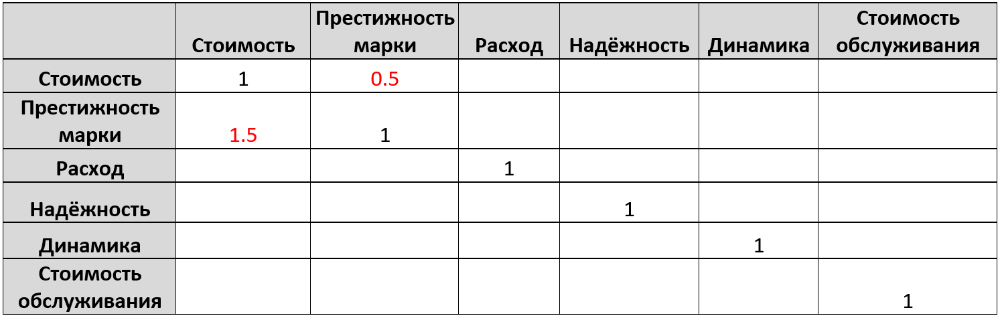 Стоимость Престижность марки Расход Надёжность Динамика Стоимость обслуживания
Стоимость 1 0.5
Престижность марки 1.5 1
Расход 1
Надёжность 1
Динамика 1
Стоимость обслуживания 1